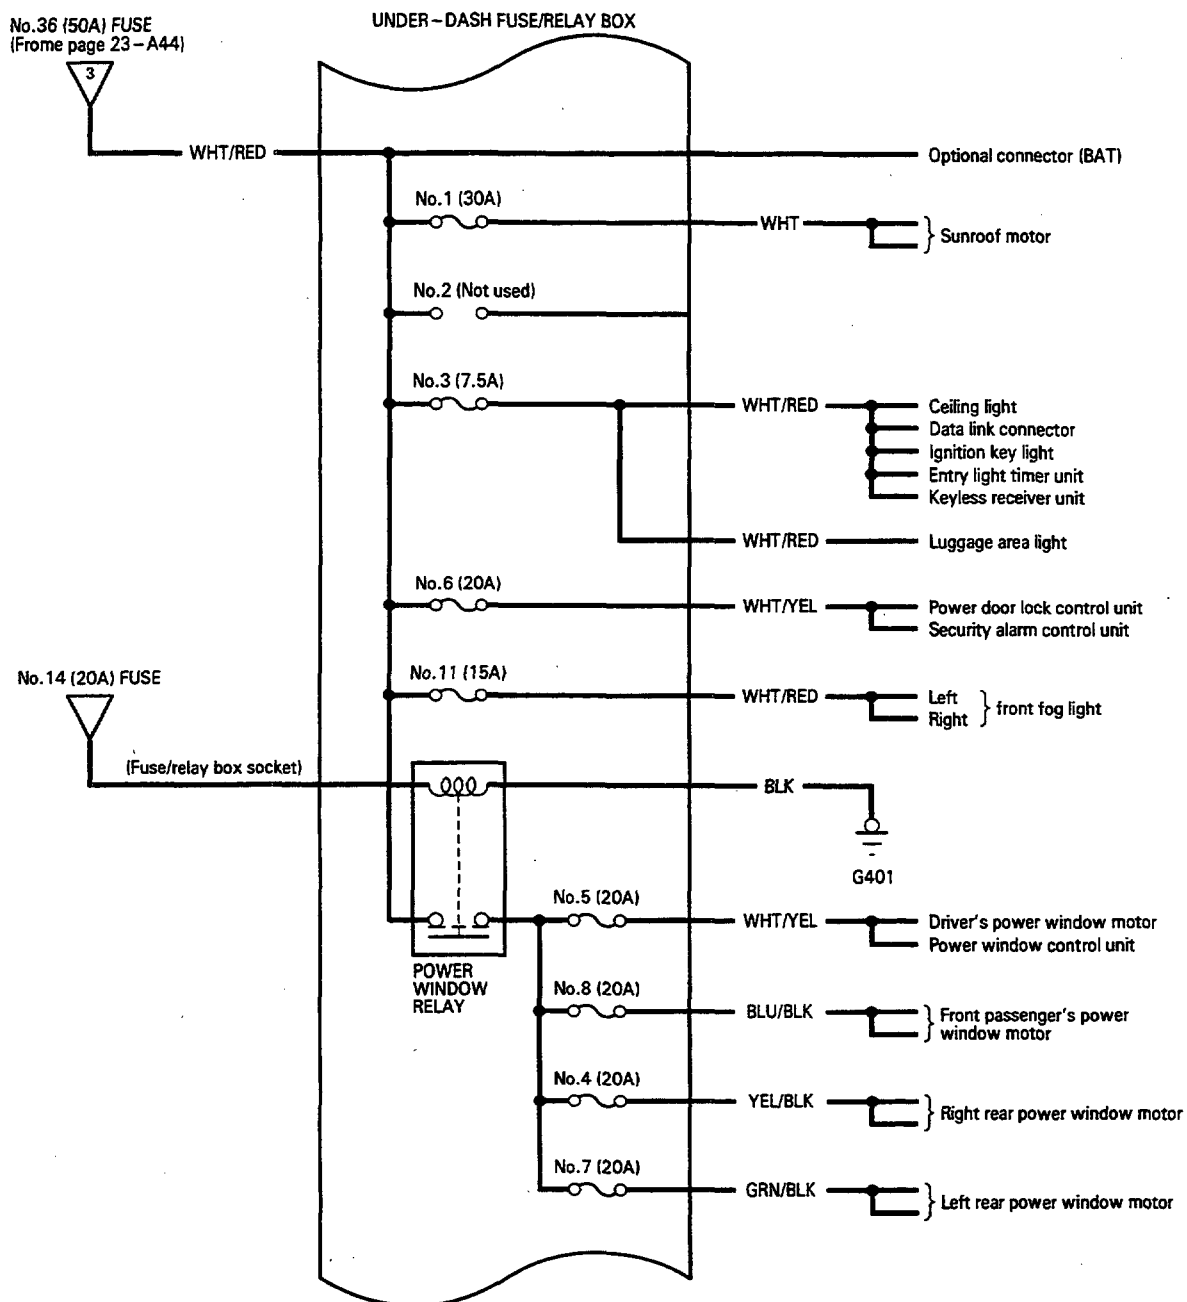 UNDER-DASH FUSE/RELAY BOX
No.36 (50A) FUSE
(Frome page 23-A44)
3
WHT/RED
Optional connector (BAT)
No.1 (30A)
WHT
Sunroof motor
No.2 (Not used)
No.3 (7.5A)
WHT/RED
Ceiling light
Data link connector
Ignition key light
Entry light timer unit
Keyless receiver unit
WHT/RED
Luggage area light
No.6 (20A)
WHT/YEL
Power door lock control unit
Security alarm control unit
No.14 (20A) FUSE
No.11 (15A)
WHT/RED
Left
Right
front fog light
(Fuse/relay box socket)
BLK
G401
No.5 (20A)
WHT/YEL
Driver's power window motor
Power window control unit
POWER
WINDOW
RELAY
No.8 (20A)
BLU/BLK
Front passenger's power
window motor
No.4 (20A)
YEL/BLK
Right rear power window motor
No.7 (20A)
GRN/BLK
Left rear power window motor